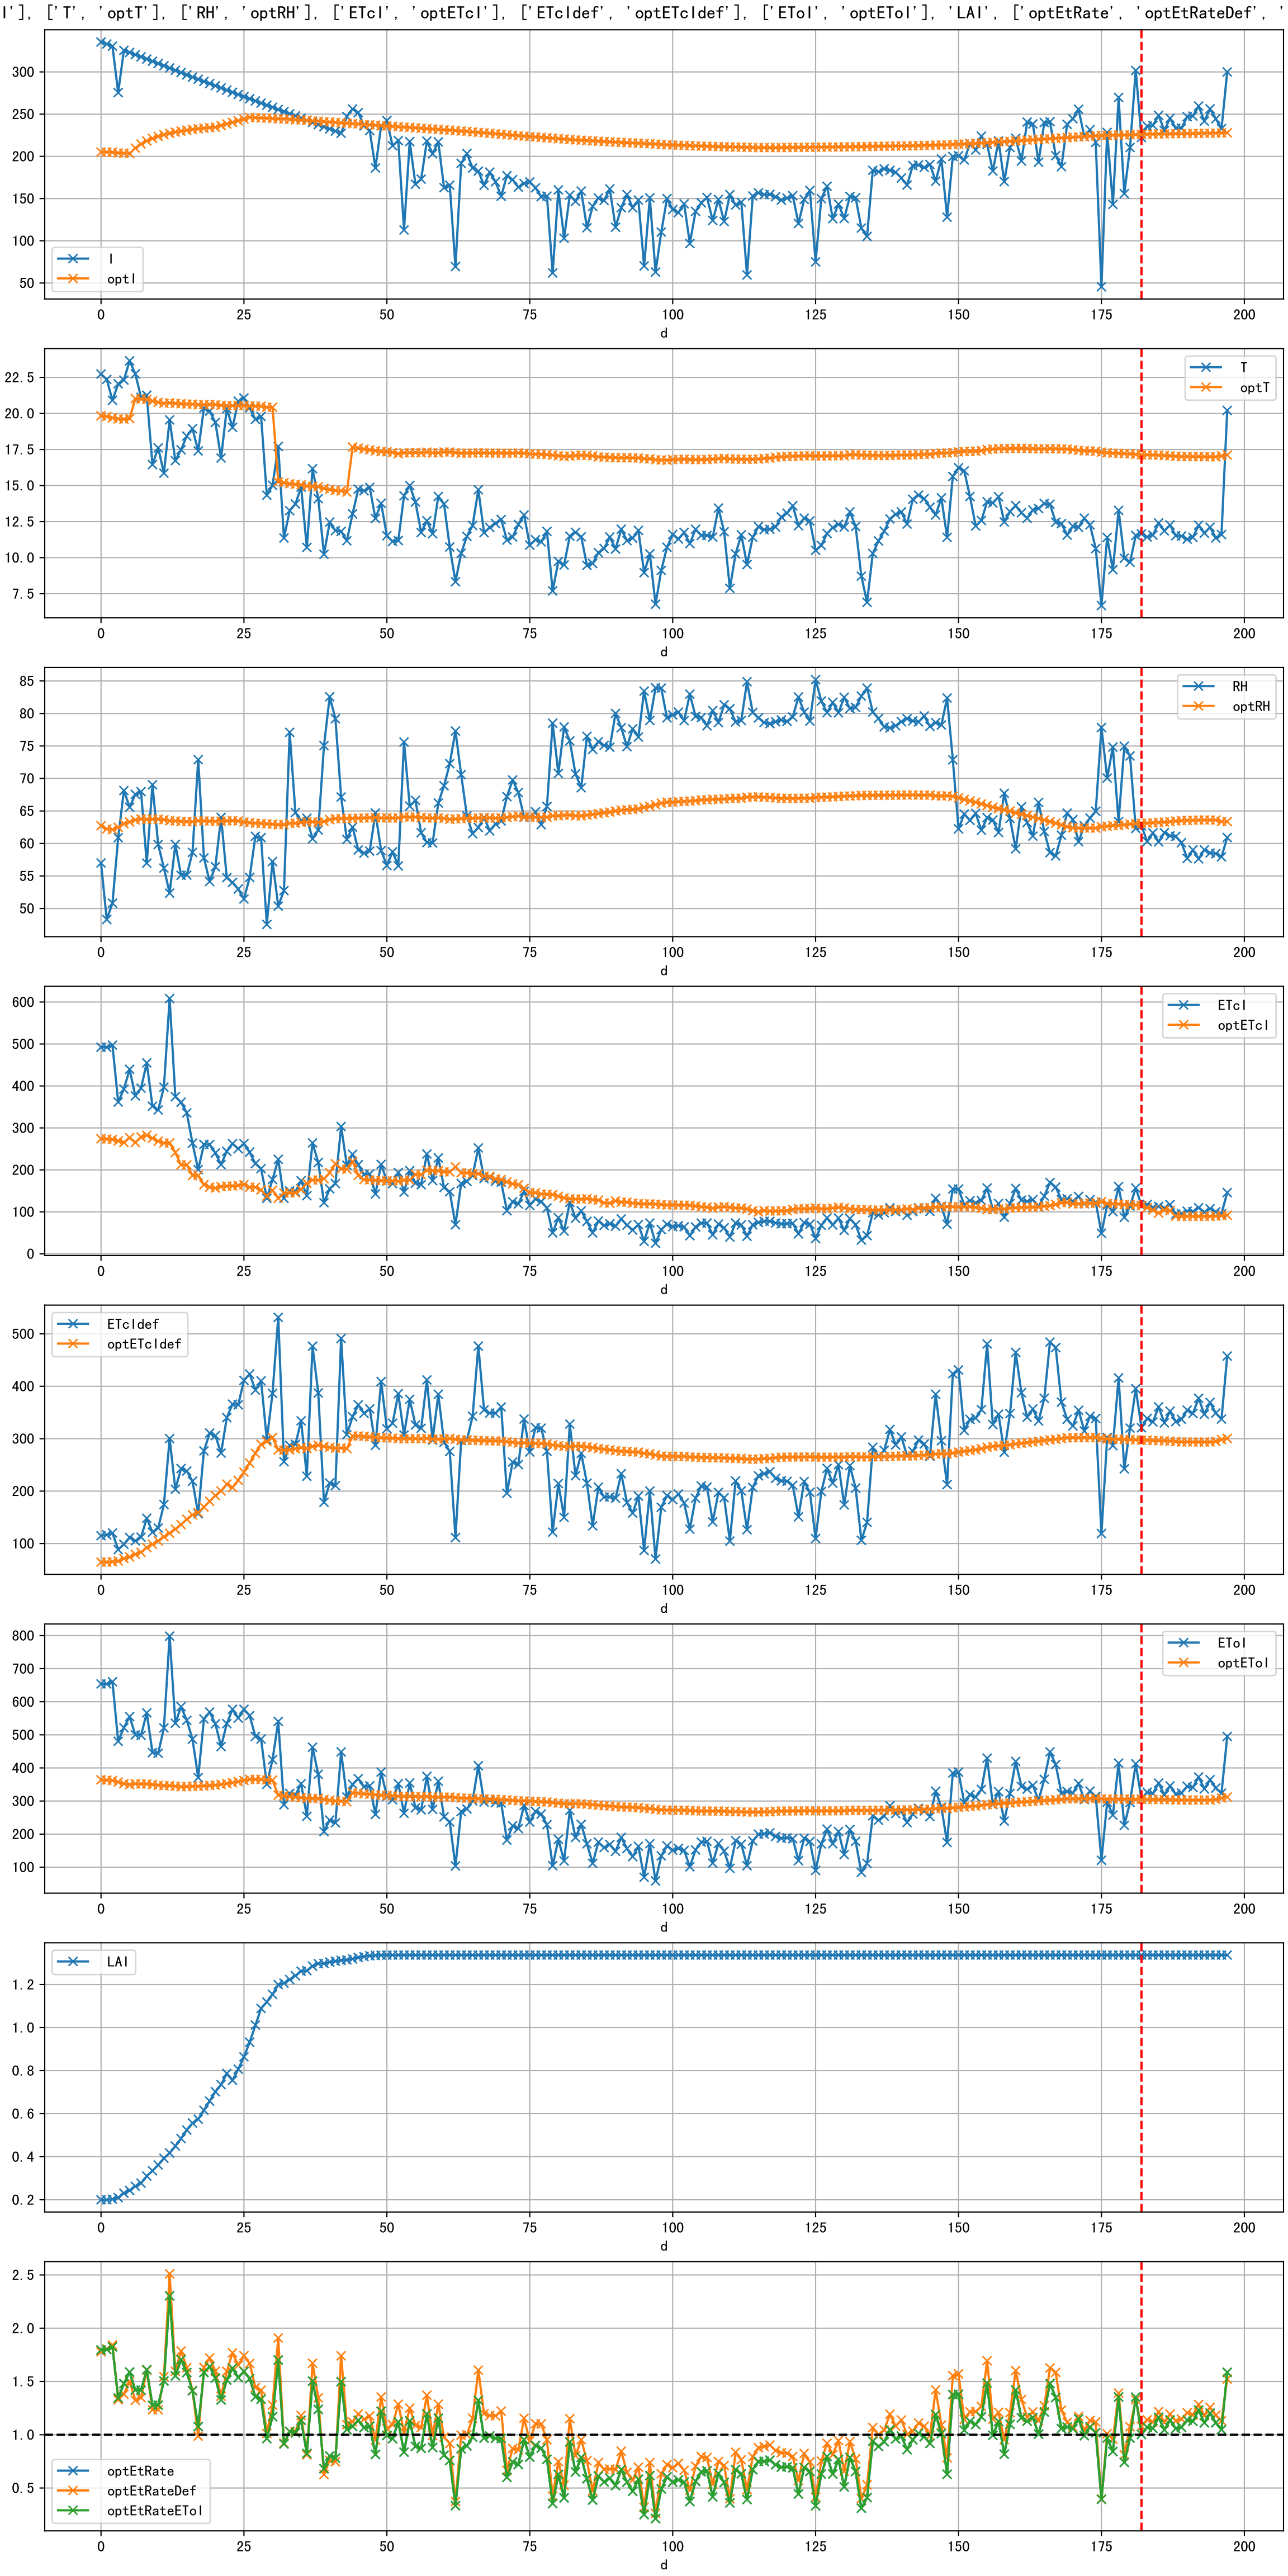 I'], ['T', 'optT'], ['RH', 'optRH'], ['ETcI', 'optETcI'], ['ETcIdef', 'optETcIdef'], ['EToI', 'optEToI'], 'LAI', ['optEtRate', 'optEtRateDef', '
300
250
200
150
100
50
I
optI
0 25 50 75 100 125 150 175 200
d
22.5
20.0
17.5
15.0
12.5
10.0
7.5
T
optT
0 25 50 75 100 125 150 175 200
d
85
80
75
70
65
60
55
50
RH
optRH
0 25 50 75 100 125 150 175 200
d
600
500
400
300
200
100
0
ETcI
optETcI
0 25 50 75 100 125 150 175 200
d
500
400
300
200
100
ETcIdef
optETcIdef
0 25 50 75 100 125 150 175 200
d
800
700
600
500
400
300
200
100
EToI
optEToI
0 25 50 75 100 125 150 175 200
d
1.2
1.0
0.8
0.6
0.4
0.2
LAI
0 25 50 75 100 125 150 175 200
d
2.5
2.0
1.5
1.0
0.5
optEtRate
optEtRateDef
optEtRateEToI
0 25 50 75 100 125 150 175 200
d